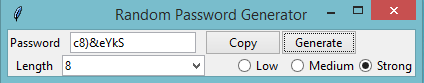 Random Password Generator
Password c8)&eYkS Copy Generate
Length 8 Low Medium Strong